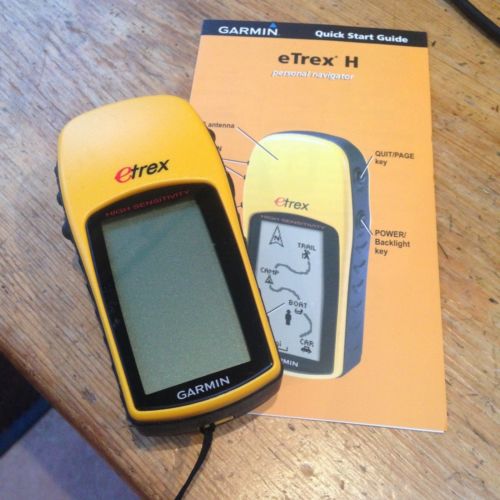 GARMIN Quick Start Guide
eTrex® H
personal navigator
Antenna
QUIT/PAGE
key
etrex
HIGH SENSITIVITY
TRAIL
CAMP
BOAT
CAR
POWER/
Backlight
key
GARMIN
etrex
HIGH SENSITIVITY
GARMIN